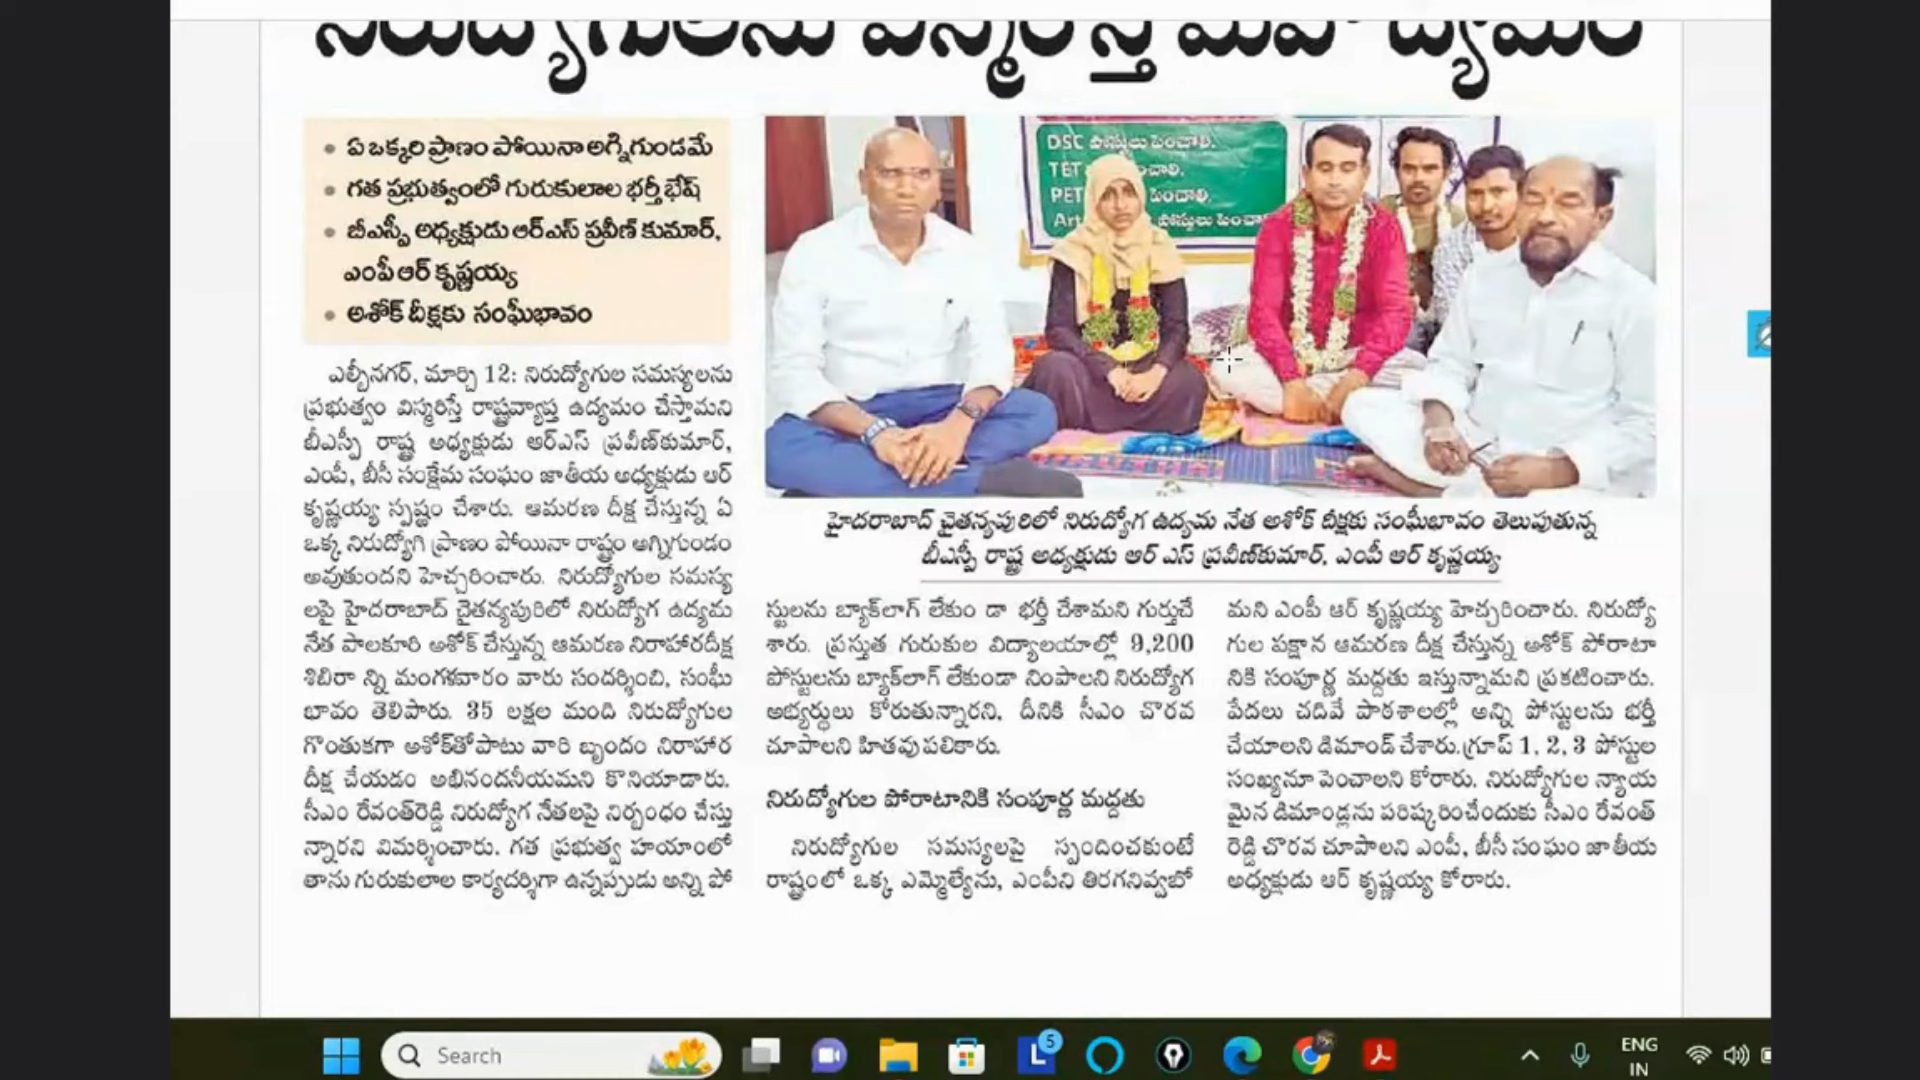 నిరుద్యోగులను విస్మరిస్తే మహోద్యమం
• ఏ ఒక్కరి ప్రాణం పోయినా అగ్నిగుండమే
• గత ప్రభుత్వంలో గురుకులాల భర్తీ భేష్
• బీఎస్పీ అధ్యక్షుడు ఆర్ఎస్ ప్రవీణ్ కుమార్,
ఎంపీ ఆర్ కృష్ణయ్య
• అశోక్ దీక్షకు సంఘీభావం
DSC పోస్టులు పెంచాలి.
TET
PET పెంచాలి.
పోస్టులు
ఎల్బీనగర్, మార్చి 12: నిరుద్యోగుల సమస్యలను
ప్రభుత్వం విస్మరిస్తే రాష్ట్రవ్యాప్త ఉద్యమం చేస్తామని
బీఎస్పీ రాష్ట్ర అధ్యక్షుడు ఆర్ఎస్ ప్రవీణ్‌కుమార్,
ఎంపీ, బీసీ సంక్షేమ సంఘం జాతీయ అధ్యక్షుడు ఆర్
కృష్ణయ్య స్పష్టం చేశారు. ఆమరణ దీక్ష చేస్తున్న ఏ
ఒక్క నిరుద్యోగి ప్రాణం పోయినా రాష్ట్రం అగ్నిగుండం
అవుతుందని హెచ్చరించారు. నిరుద్యోగుల సమస్య
లపై హైదరాబాద్ చైతన్యపురిలో నిరుద్యోగ ఉద్యమ
నేత పాలకూరి అశోక్ చేస్తున్న ఆమరణ నిరాహారదీక్ష
శిబిరా న్ని మంగళవారం వారు సందర్శించి, సంఘీ
భావం తెలిపారు. 35 లక్షల మంది నిరుద్యోగుల
గొంతుకగా అశోక్‌తోపాటు వారి బృందం నిరాహార
దీక్ష చేయడం అభినందనీయమని కొనియాడారు.
సీఎం రేవంత్‌రెడ్డి నిరుద్యోగ నేతలపై నిర్బంధం చేస్తు
న్నారని విమర్శించారు. గత ప్రభుత్వ హయాంలో
తాను గురుకులాల కార్యదర్శిగా ఉన్నప్పుడు అన్ని పో
హైదరాబాద్ చైతన్యపురిలో నిరుద్యోగ ఉద్యమ నేత అశోక్ దీక్షకు సంఘీభావం తెలుపుతున్న
బీఎస్పీ రాష్ట్ర అధ్యక్షుడు ఆర్ ఎస్ ప్రవీణ్‌కుమార్, ఎంపీ ఆర్ కృష్ణయ్య
స్టులను బ్యాక్‌లాగ్ లేకుం డా భర్తీ చేశామని గుర్తుచే
శారు. ప్రస్తుత గురుకుల విద్యాలయాల్లో 9,200
పోస్టులను బ్యాక్‌లాగ్ లేకుండా నింపాలని నిరుద్యోగ
అభ్యర్థులు కోరుతున్నారని, దీనికి సీఎం చొరవ
చూపాలని హితవు పలికారు.
నిరుద్యోగుల పోరాటానికి సంపూర్ణ మద్దతు
నిరుద్యోగుల సమస్యలపై స్పందించకుంటే
రాష్ట్రంలో ఒక్క ఎమ్మెల్యేను, ఎంపీని తిరగనివ్వబో
మని ఎంపీ ఆర్ కృష్ణయ్య హెచ్చరించారు. నిరుద్యో
గుల పక్షాన ఆమరణ దీక్ష చేస్తున్న అశోక్ పోరాటా
నికి సంపూర్ణ మద్దతు ఇస్తున్నామని ప్రకటించారు.
పేదలు చదివే పాఠశాలల్లో అన్ని పోస్టులను భర్తీ
చేయాలని డిమాండ్ చేశారు. గ్రూప్ 1, 2, 3 పోస్టుల
సంఖ్యనూ పెంచాలని కోరారు. నిరుద్యోగుల న్యాయ
మైన డిమాండ్లను పరిష్కరించేందుకు సీఎం రేవంత్
రెడ్డి చొరవ చూపాలని ఎంపీ, బీసీ సంఘం జాతీయ
అధ్యక్షుడు ఆర్ కృష్ణయ్య కోరారు.
Search
5
ENG
IN